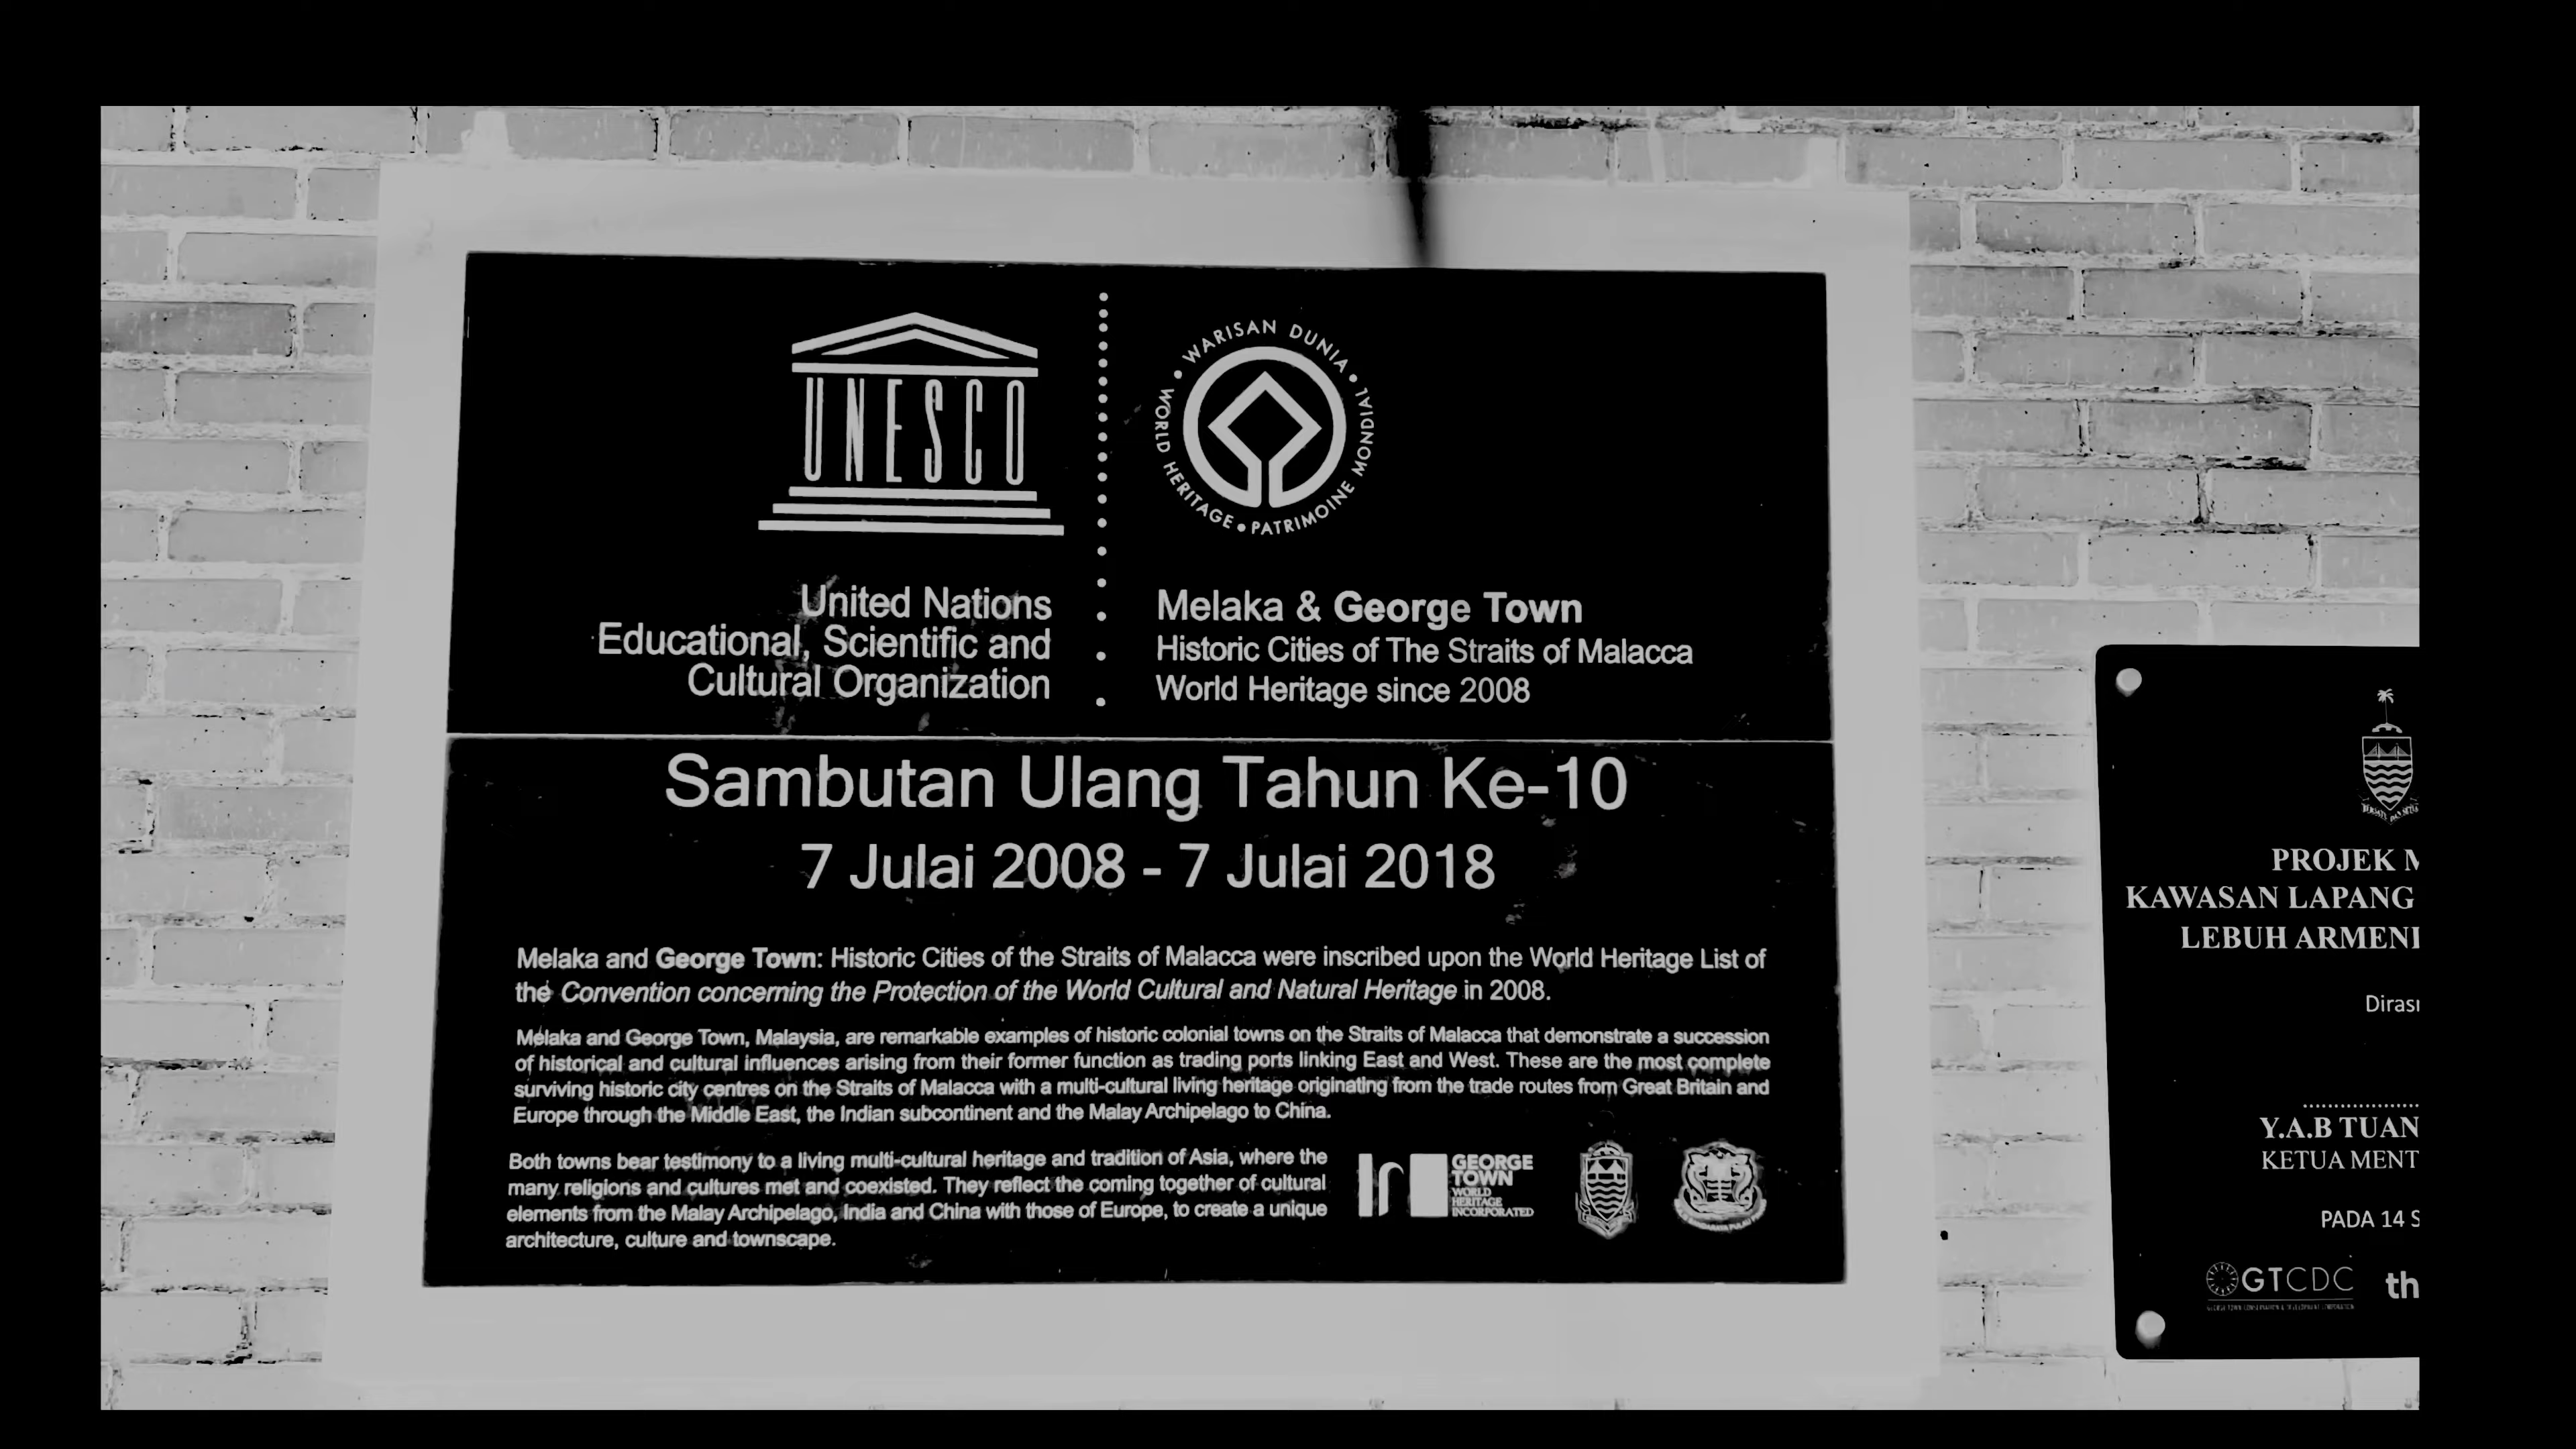 UNESCO
WARISAN DUNIA • PATRIMOINE MONDIAL • WORLD HERITAGE •
United Nations
Educational, Scientific and
Cultural Organization
Melaka & George Town
Historic Cities of The Straits of Malacca
World Heritage since 2008
Sambutan Ulang Tahun Ke-10
7 Julai 2008 - 7 Julai 2018
Melaka and George Town: Historic Cities of the Straits of Malacca were inscribed upon the World Heritage List of
the Convention concerning the Protection of the World Cultural and Natural Heritage in 2008.
Melaka and George Town, Malaysia, are remarkable examples of historic colonial towns on the Straits of Malacca that demonstrate a succession
of historical and cultural influences arising from their former function as trading ports linking East and West. These are the most complete
surviving historic city centres on the Straits of Malacca with a multi-cultural living heritage originating from the trade routes from Great Britain and
Europe through the Middle East, the Indian subcontinent and the Malay Archipelago to China.
Both towns bear testimony to a living multi-cultural heritage and tradition of Asia, where the
many religions and cultures met and coexisted. They reflect the coming together of cultural
elements from the Malay Archipelago, India and China with those of Europe, to create a unique
architecture, culture and townscape.
GEORGE
TOWN
WORLD
HERITAGE
INCORPORATED
PROJEK
KAWASAN LAPANG
LEBUH ARMENI
Y.A.B TUAN
KETUA MENT
PADA 14 S
GTCDC
th